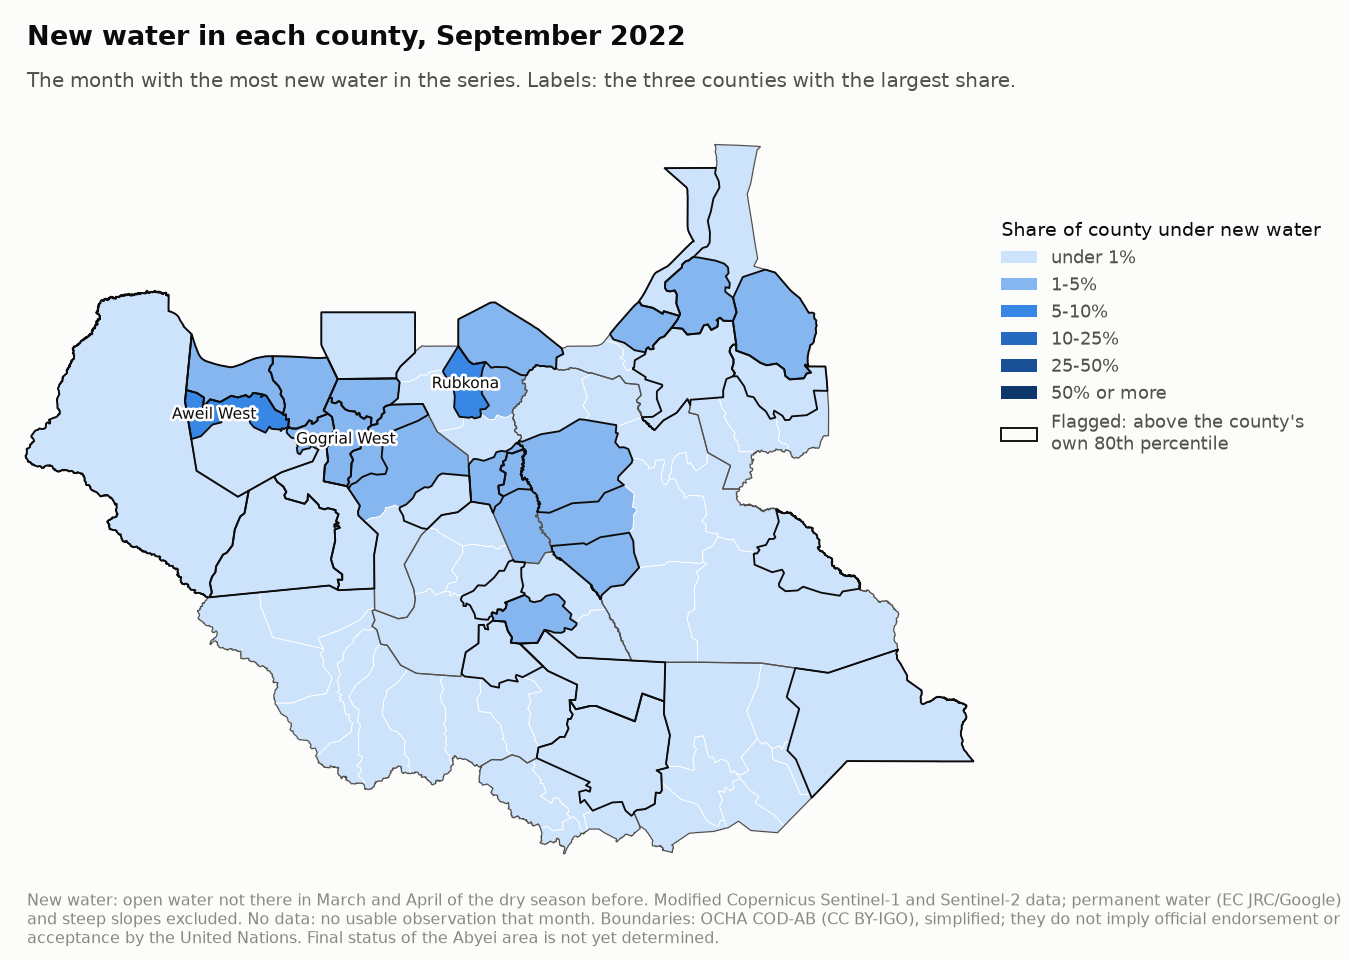 New water in each county, September 2022
The month with the most new water in the series. Labels: the three counties with the largest share.
Share of county under new water
under 1%
1-5%
5-10%
10-25%
25-50%
50% or more
Flagged: above the county's
own 80th percentile
Rubkona
Aweil West
Gogrial West
New water: open water not there in March and April of the dry season before. Modified Copernicus Sentinel-1 and Sentinel-2 data; permanent water (EC JRC/Google)
and steep slopes excluded. No data: no usable observation that month. Boundaries: OCHA COD-AB (CC BY-IGO), simplified; they do not imply official endorsement or
acceptance by the United Nations. Final status of the Abyei area is not yet determined.